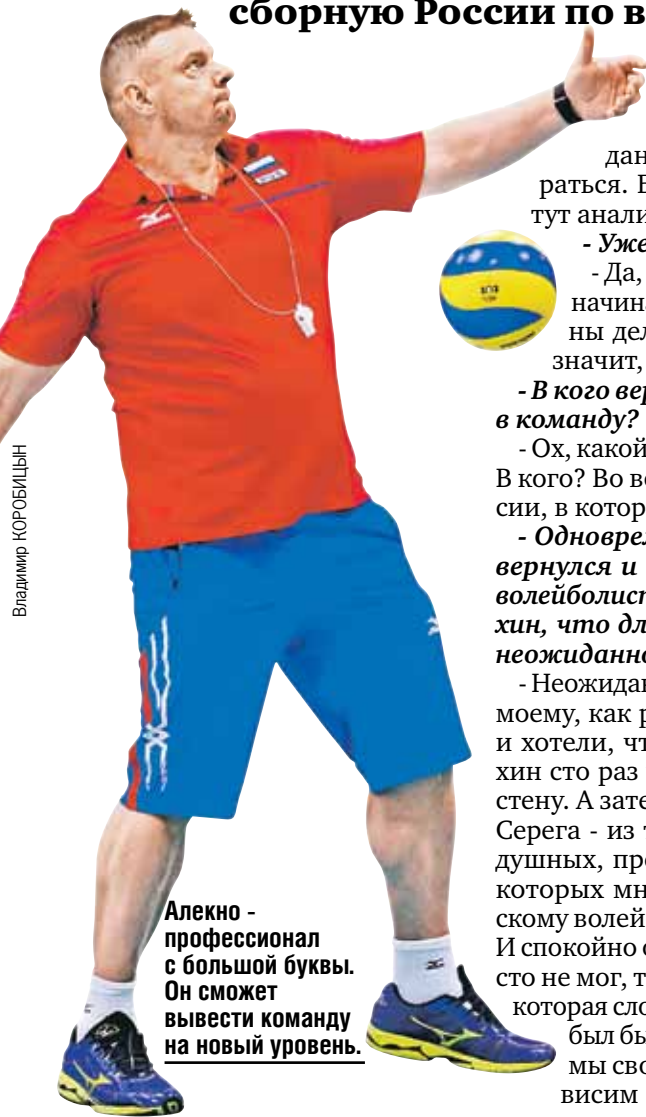 сборную России по в
дан
раться. В
тут анали
- Уже
- Да,
начина
ны дел
значит,
- В кого вер
в команду?
- Ох, какой
В кого? Во во
сии, в котор
- Одноврем
вернулся и
волейболист
хин, что дл
неожиданно
- Неожидан
моему, как р
и хотели, чт
хин сто раз
стену. А зате
Серега - из т
душных, про
которых мн
скому волей
И спокойно о
сто не мог, т
которая сло
был бы
мы сво
висим
Владимир КОРОБИЦЫН
Алекно -
профессионал
с большой буквы.
Он сможет
вывести команду
на новый уровень.